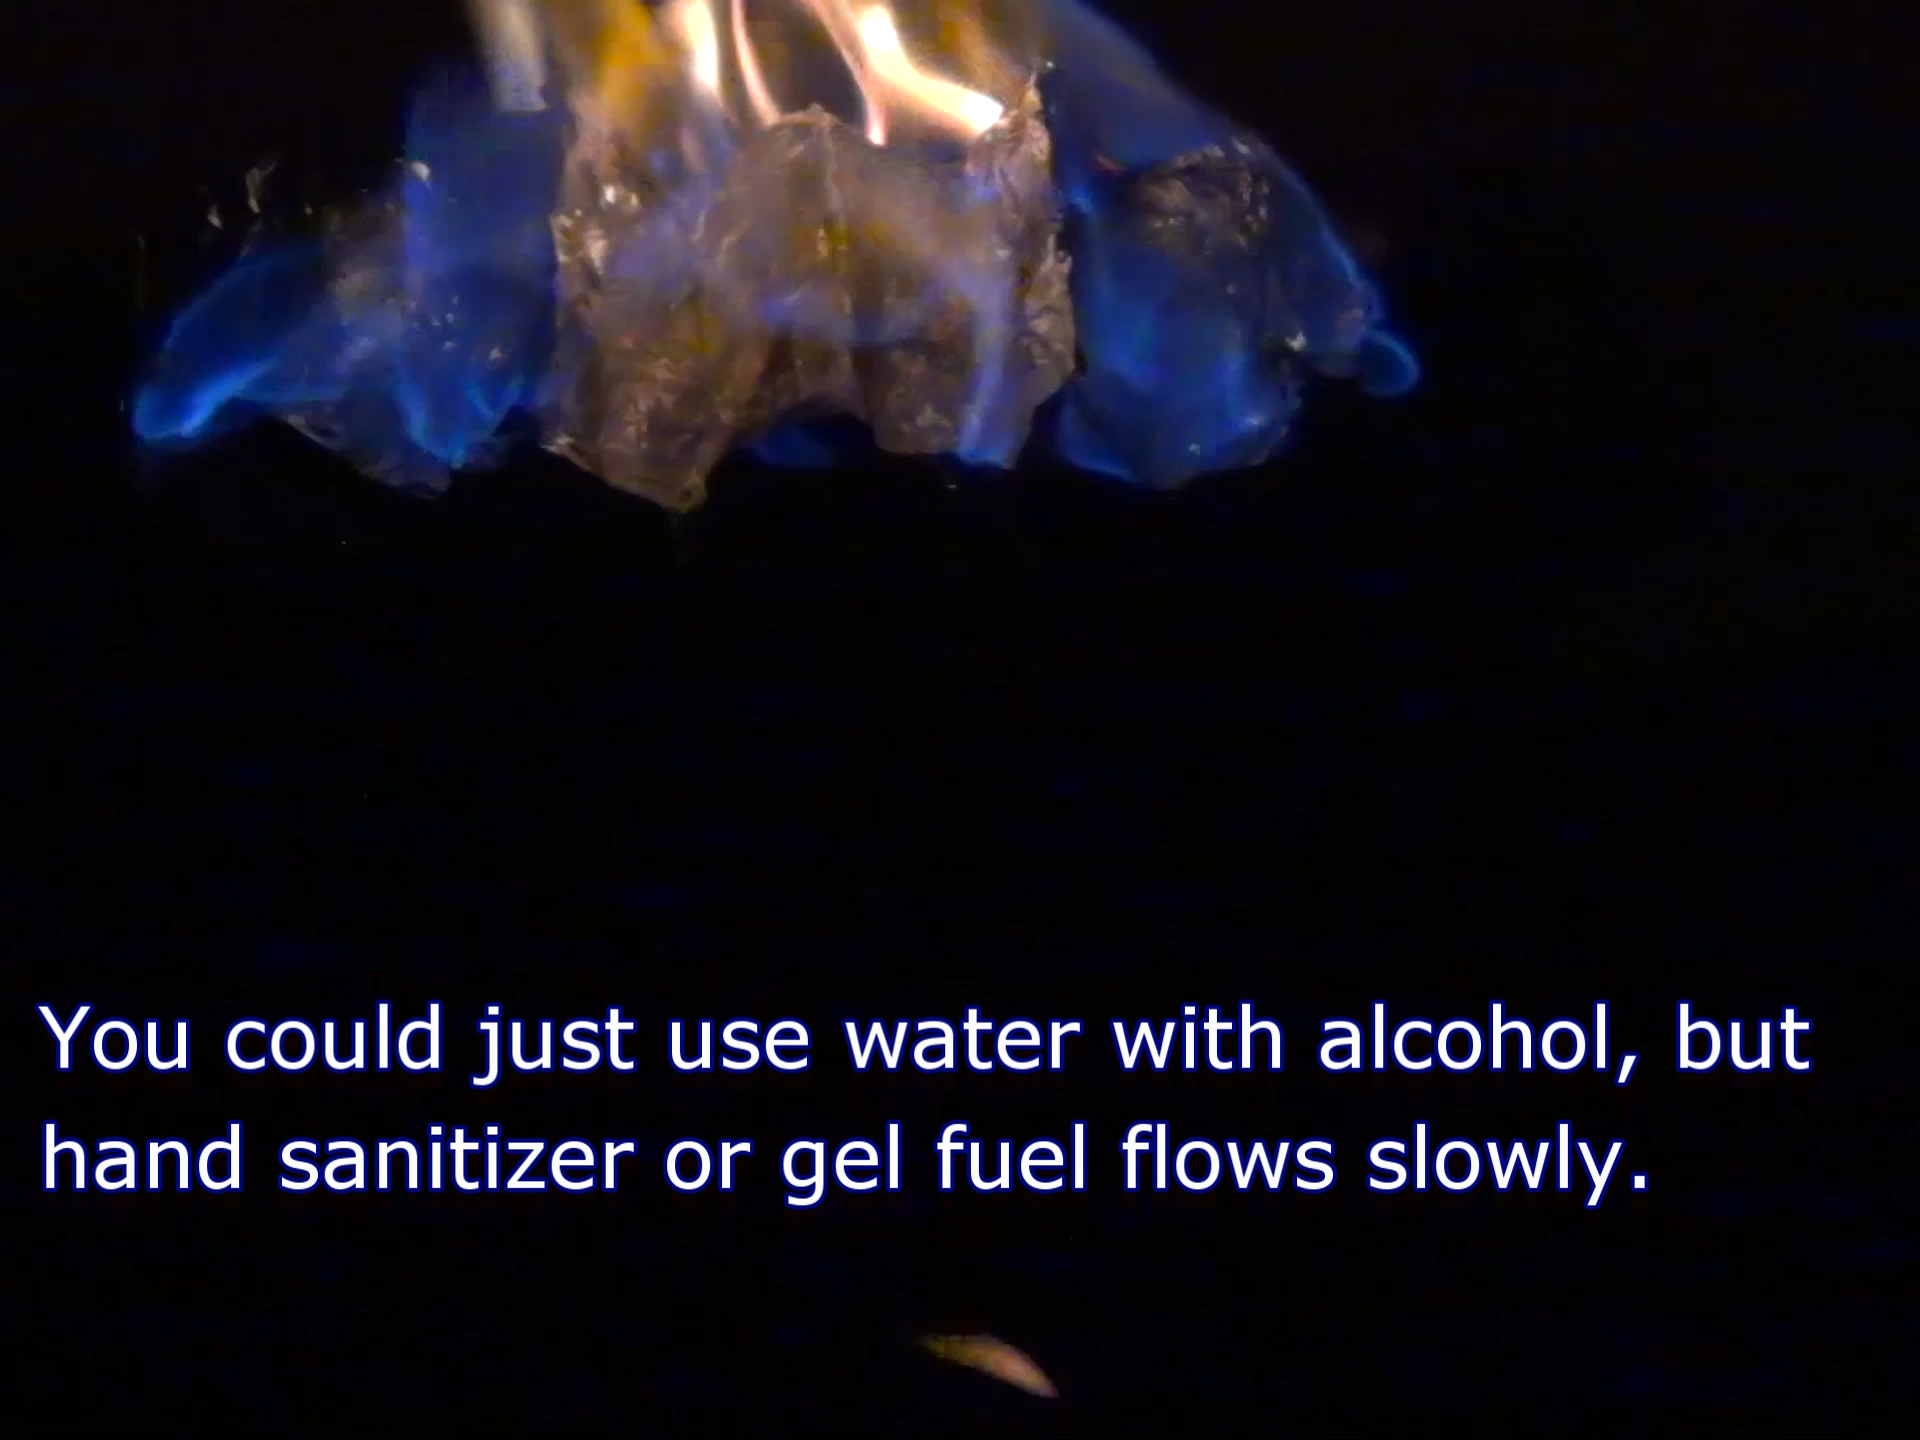 You could just use water with alcohol, but
hand sanitizer or gel fuel flows slowly.